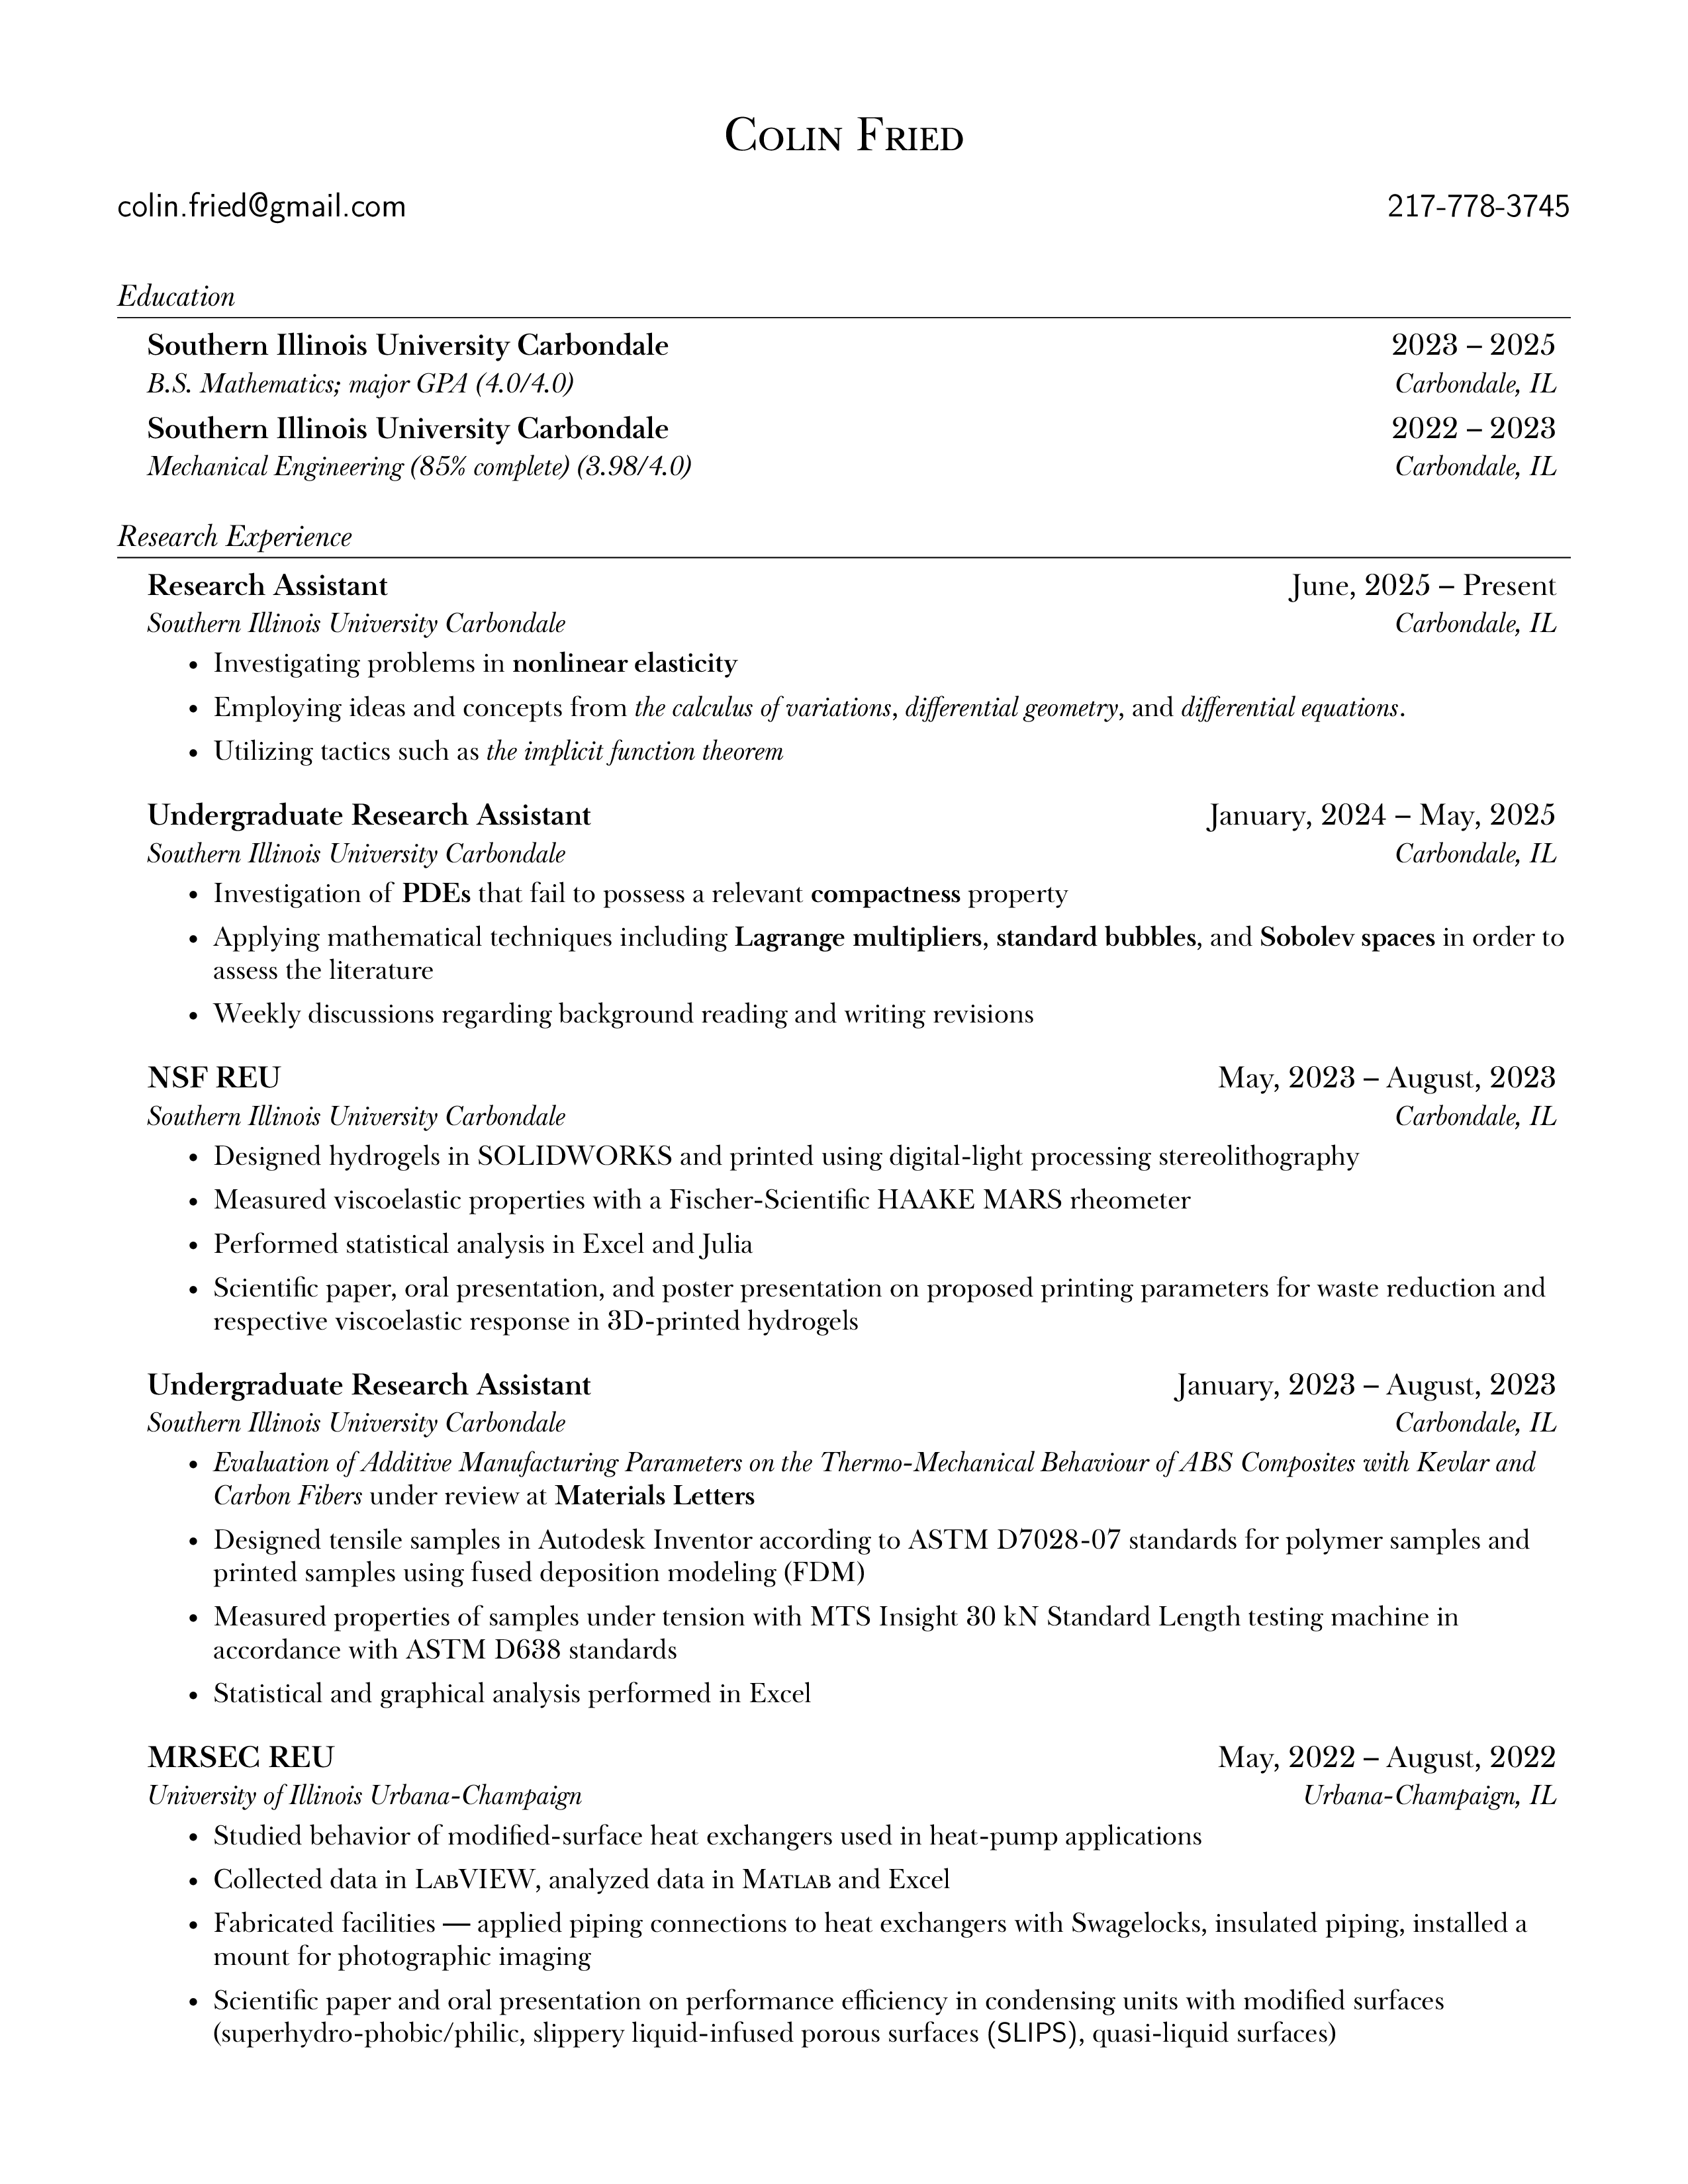 Colin Fried
colin.fried@gmail.com 217-778-3745
Education
Southern Illinois University Carbondale 2023 – 2025
B.S. Mathematics; major GPA (4.0/4.0) Carbondale, IL
Southern Illinois University Carbondale 2022 – 2023
Mechanical Engineering (85% complete) (3.98/4.0) Carbondale, IL
Research Experience
Research Assistant June, 2025 – Present
Southern Illinois University Carbondale Carbondale, IL
• Investigating problems in nonlinear elasticity
• Employing ideas and concepts from the calculus of variations, differential geometry, and differential equations.
• Utilizing tactics such as the implicit function theorem
Undergraduate Research Assistant January, 2024 – May, 2025
Southern Illinois University Carbondale Carbondale, IL
• Investigation of PDEs that fail to possess a relevant compactness property
• Applying mathematical techniques including Lagrange multipliers, standard bubbles, and Sobolev spaces in order to
assess the literature
• Weekly discussions regarding background reading and writing revisions
NSF REU May, 2023 – August, 2023
Southern Illinois University Carbondale Carbondale, IL
• Designed hydrogels in SOLIDWORKS and printed using digital-light processing stereolithography
• Measured viscoelastic properties with a Fischer-Scientific HAAKE MARS rheometer
• Performed statistical analysis in Excel and Julia
• Scientific paper, oral presentation, and poster presentation on proposed printing parameters for waste reduction and
respective viscoelastic response in 3D-printed hydrogels
Undergraduate Research Assistant January, 2023 – August, 2023
Southern Illinois University Carbondale Carbondale, IL
• Evaluation of Additive Manufacturing Parameters on the Thermo-Mechanical Behaviour of ABS Composites with Kevlar and
Carbon Fibers under review at Materials Letters
• Designed tensile samples in Autodesk Inventor according to ASTM D7028-07 standards for polymer samples and
printed samples using fused deposition modeling (FDM)
• Measured properties of samples under tension with MTS Insight 30 kN Standard Length testing machine in
accordance with ASTM D638 standards
• Statistical and graphical analysis performed in Excel
MRSEC REU May, 2022 – August, 2022
University of Illinois Urbana-Champaign Urbana-Champaign, IL
• Studied behavior of modified-surface heat exchangers used in heat-pump applications
• Collected data in LabVIEW, analyzed data in Matlab and Excel
• Fabricated facilities — applied piping connections to heat exchangers with Swagelocks, insulated piping, installed a
mount for photographic imaging
• Scientific paper and oral presentation on performance efficiency in condensing units with modified surfaces
(superhydro-phobic/philic, slippery liquid-infused porous surfaces (SLIPS), quasi-liquid surfaces)